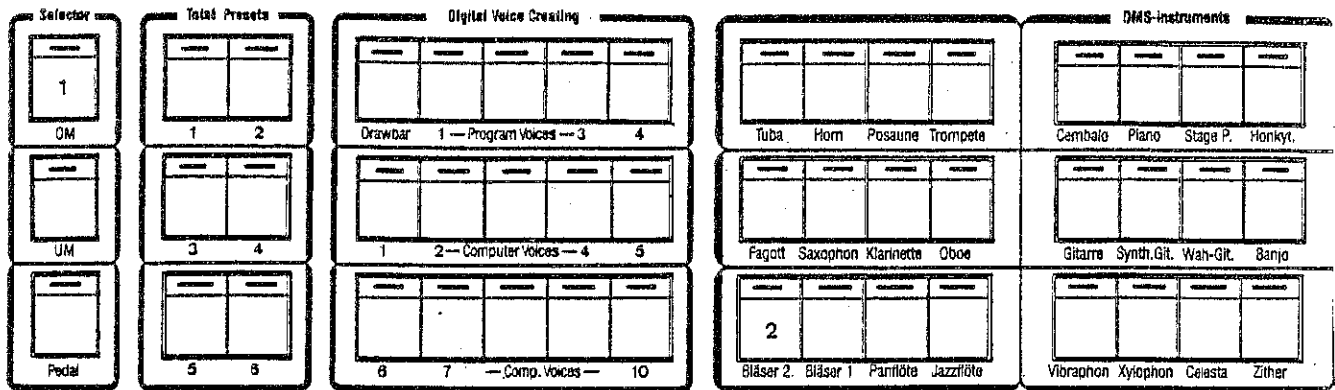 Selector Total Presets Digital Voice Creating DMS-Instruments
1
OM 1 2 Drawbar 1 — Program Voices — 3 4 Tuba Horn Posaune Trompete Cembalo Piano Stage P. Honkyt.
UM 3 4 1 2 — Computer Voices — 4 5 Fagott Saxophon Klarinette Oboe Gitarre Synth.Git. Wah-Git. Banjo
2
Pedal 5 6 6 7 — Comp. Voices — 10 Bläser 2. Bläser 1 Panflöte Jazzflöte Vibraphon Xylophon Celesta Zither